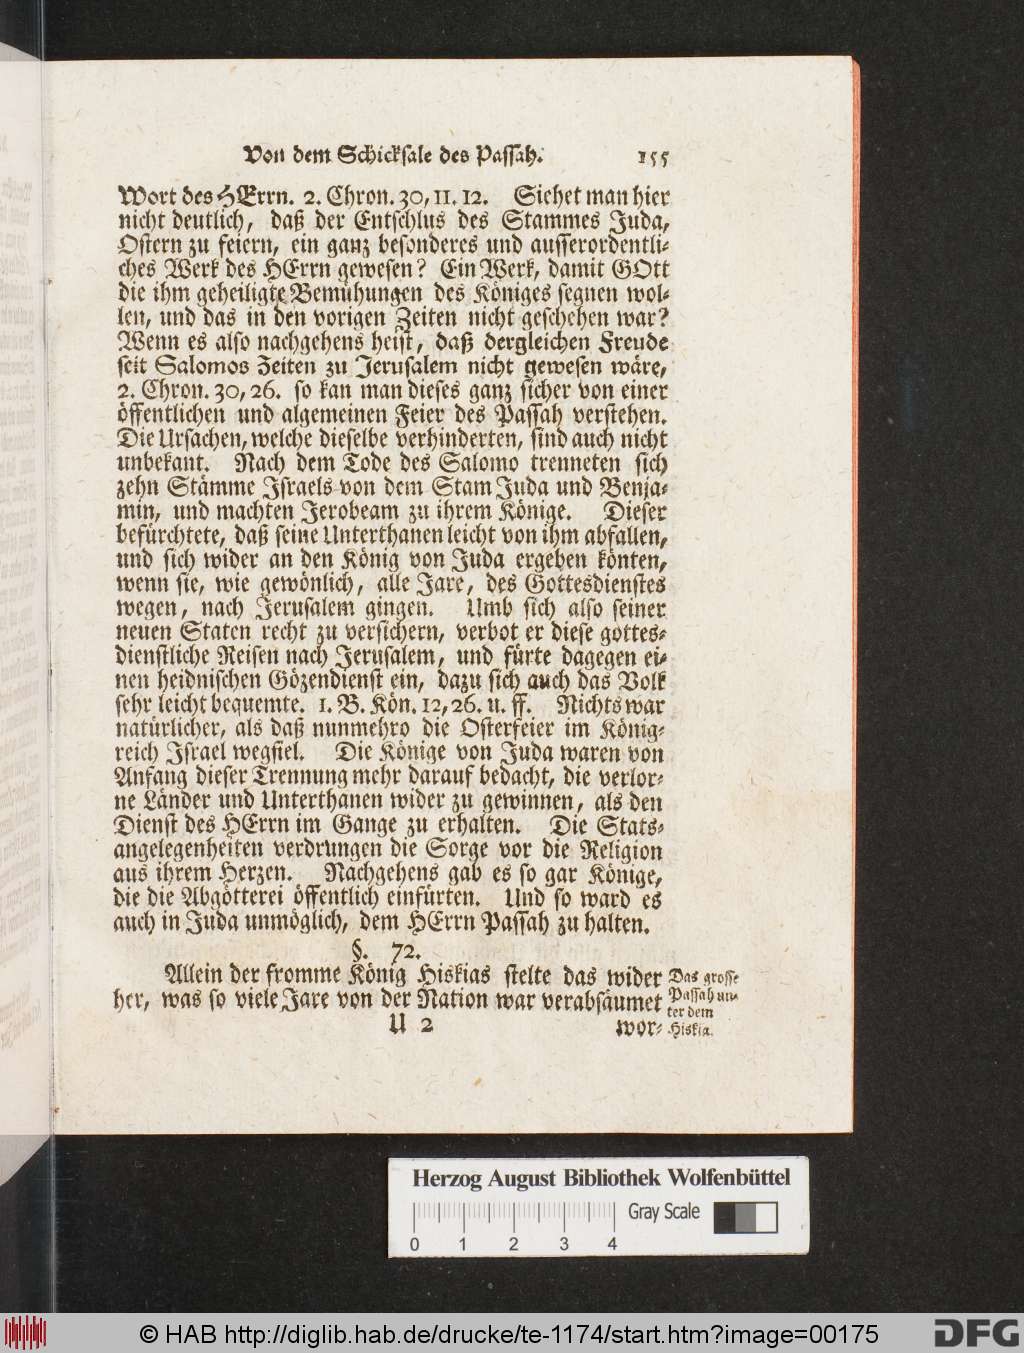 Von dem Schicksale des Passah. 155
Wort des HErrn. 2. Chron. 30, 11. 12. Siehet man hier
nicht deutlich, daß der Entschlus des Stammes Juda,
Ostern zu feiern, ein ganz besonderes und ausserordentli-
ches Werk des HErrn gewesen? Ein Werk, damit GOtt
die ihm geheiligte Bemühungen des Königes segnen wol-
len, und das in den vorigen Zeiten nicht geschehen war?
Wenn es also nachgehens heist, daß dergleichen Freude
seit Salomos Zeiten zu Jerusalem nicht gewesen wäre,
2. Chron. 30, 26. so kan man dieses ganz sicher von einer
öffentlichen und algemeinen Feier des Passah verstehen.
Die Ursachen, welche dieselbe verhinderten, sind auch nicht
unbekant. Nach dem Tode des Salomo trenneten sich
zehn Stämme Israels von dem Stam Juda und Benja-
min, und machten Jerobeam zu ihrem Könige. Dieser
befürchtete, daß seine Unterthanen leicht von ihm abfallen,
und sich wider an den König von Juda ergeben könten,
wenn sie, wie gewönlich, alle Jare, des Gottesdienstes
wegen, nach Jerusalem gingen. Umb sich also seiner
neuen Staten recht zu versichern, verbot er diese gottes-
dienstliche Reisen nach Jerusalem, und fürte dagegen ei-
nen heidnischen Gözendienst ein, dazu sich auch das Volk
sehr leicht bequemte. 1. B. Kön. 12, 26. u. ff. Nichts war
natürlicher, als daß nunmehro die Osterfeier im König-
reich Israel wegfiel. Die Könige von Juda waren von
Anfang dieser Trennung mehr darauf bedacht, die verlor-
ne Länder und Unterthanen wider zu gewinnen, als den
Dienst des HErrn im Gange zu erhalten. Die Stats-
angelegenheiten verdrungen die Sorge vor die Religion
aus ihrem Herzen. Nachgehens gab es so gar Könige,
die die Abgötterei öffentlich einfürten. Und so ward es
auch in Juda unmöglich, dem HErrn Passah zu halten.
§. 72.
Allein der fromme König Hiskias stelte das wider
her, was so viele Jare von der Nation war verabsäumet
Das grosse
Passah un-
ter dem
Hiskia.
U 2 wor-
Herzog August Bibliothek Wolfenbüttel
Gray Scale
0 1 2 3 4
© HAB http://diglib.hab.de/drucke/te-1174/start.htm?image=00175
DFG